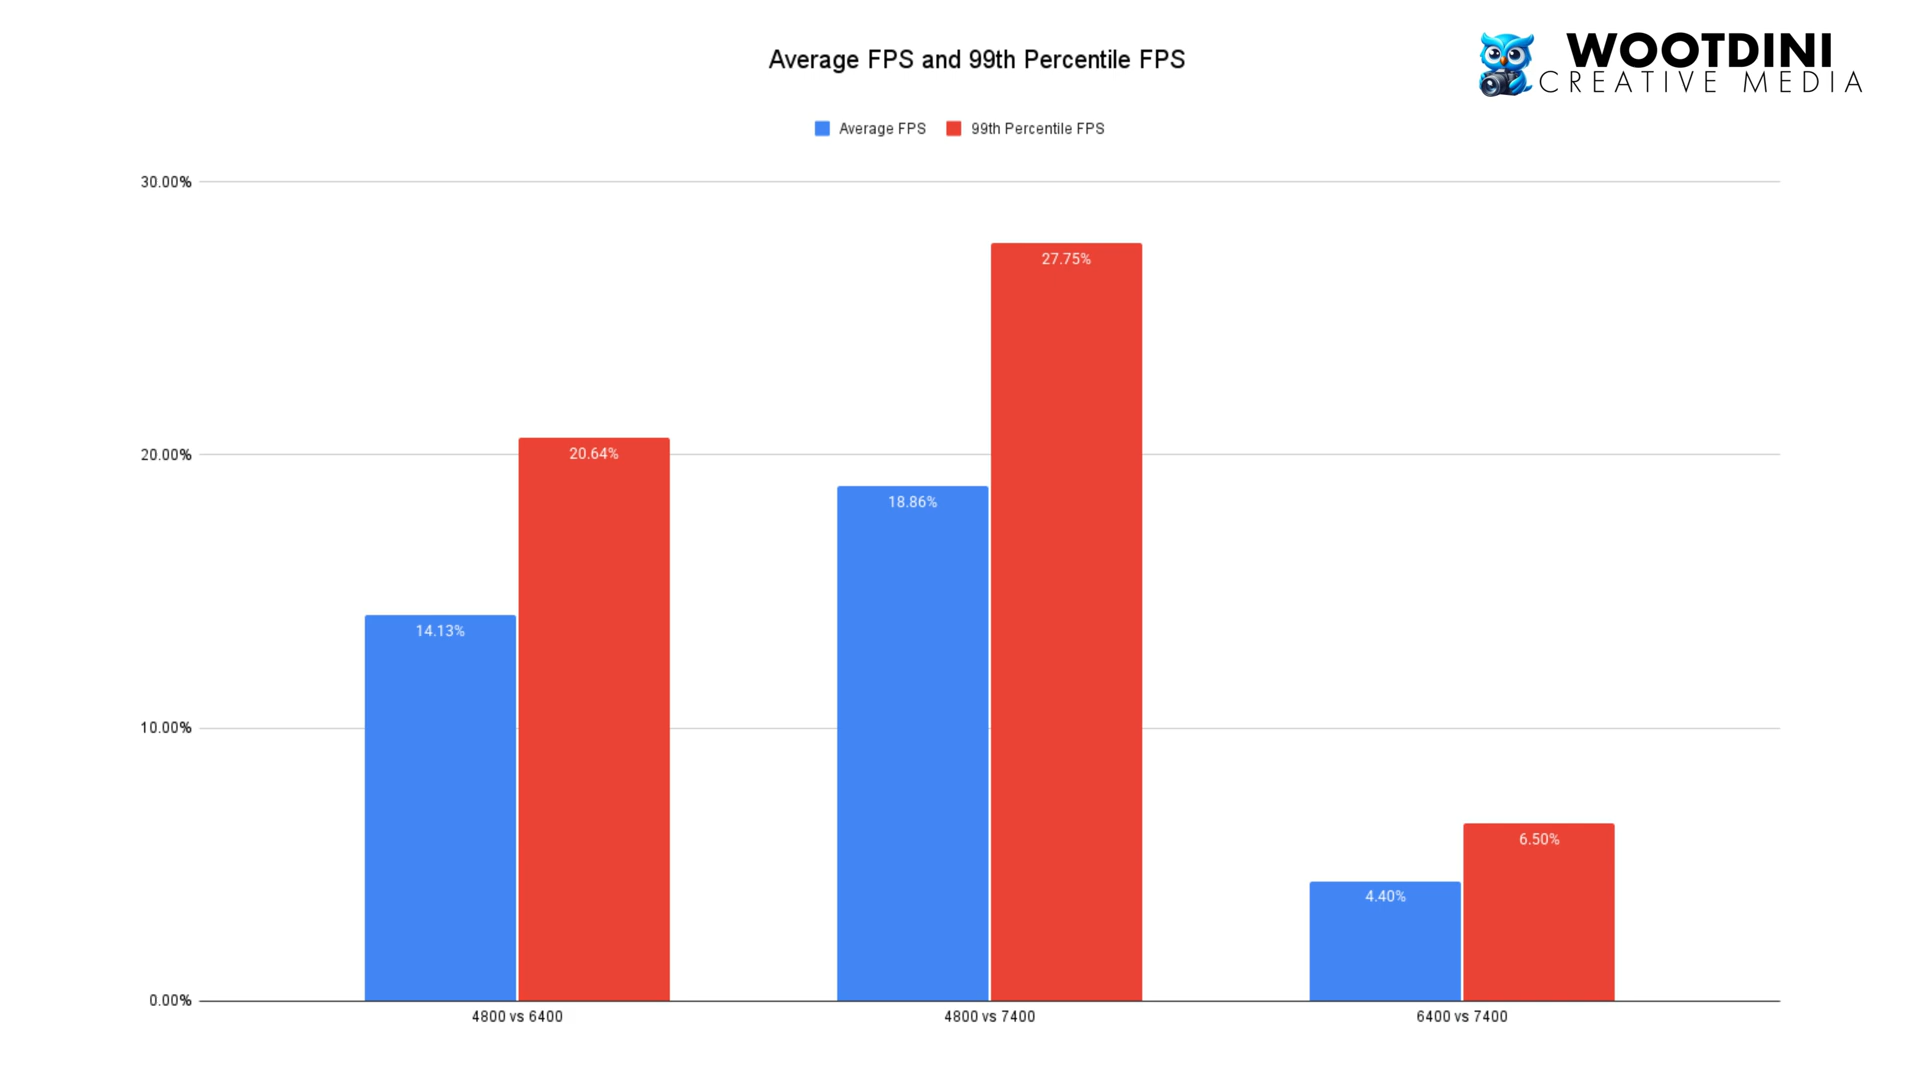 WOOTDINI
CREATIVE MEDIA
Average FPS and 99th Percentile FPS
Average FPS 99th Percentile FPS
30.00%
27.75%
20.64%
20.00%
18.86%
14.13%
10.00%
6.50%
4.40%
0.00%
4800 vs 6400 4800 vs 7400 6400 vs 7400